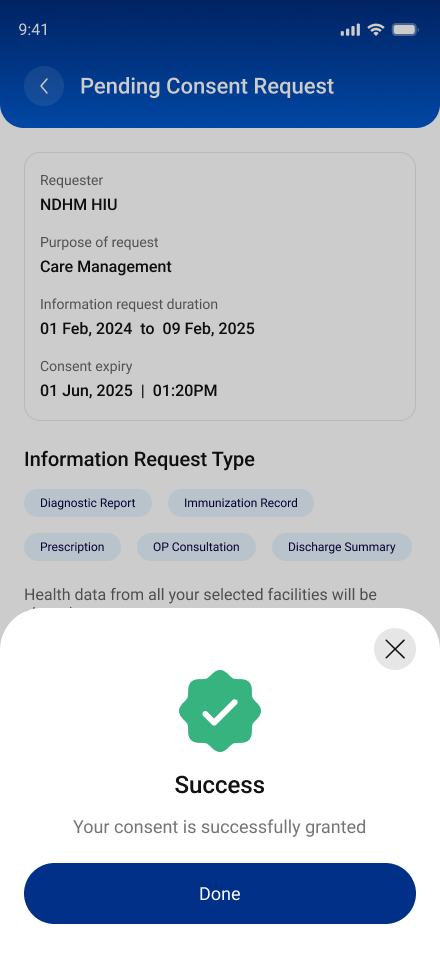 9:41
Pending Consent Request
Requester
NDHM HIU
Purpose of request
Care Management
Information request duration
01 Feb, 2024 to 09 Feb, 2025
Consent expiry
01 Jun, 2025 | 01:20PM
Information Request Type
Diagnostic Report Immunization Record
Prescription OP Consultation Discharge Summary
Health data from all your selected facilities will be
Success
Your consent is successfully granted
Done